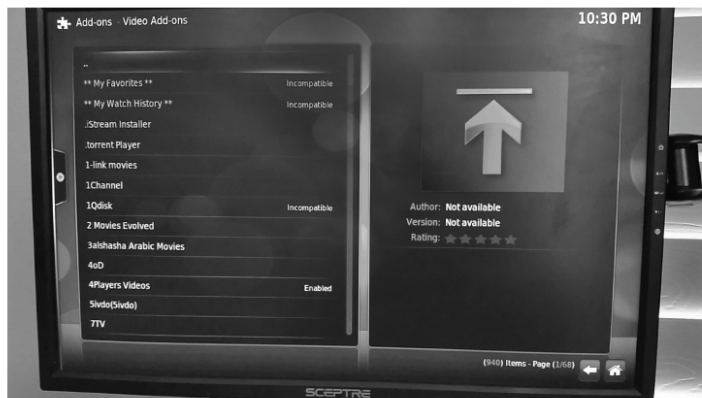 Add-ons - Video Add-ons
10:30 PM
..
** My Favorites ** Incompatible
** My Watch History ** Incompatible
.iStream Installer
.torrent Player
1-link movies
1Channel
1Qdisk Incompatible
2 Movies Evolved
3alshasha Arabic Movies
4oD
4Players Videos Enabled
5ivdo(5ivdo)
7TV
Author: Not available
Version: Not available
Rating:
(940) Items - Page (1/68)
SCEPTRE